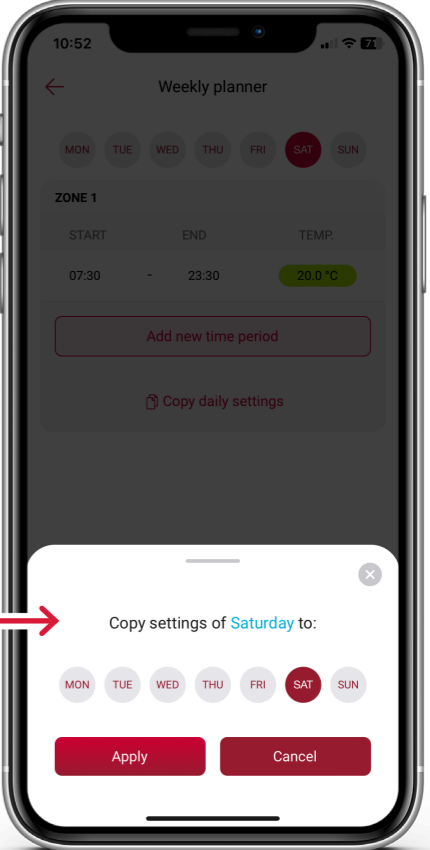 10:52 71
Weekly planner
MON TUE WED THU FRI SAT SUN
ZONE 1
START END TEMP.
07:30 - 23:30 20.0 °C
Add new time period
Copy daily settings
Copy settings of Saturday to:
MON TUE WED THU FRI SAT SUN
Apply Cancel